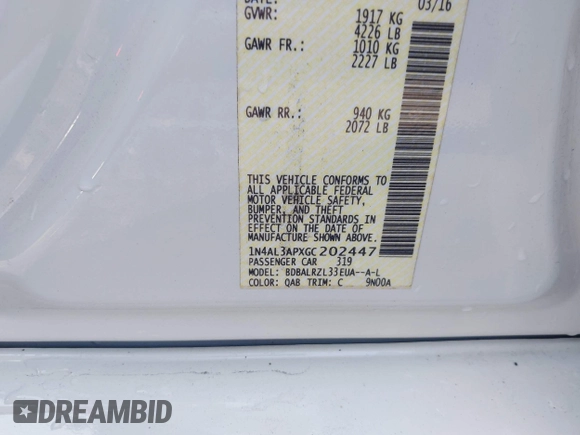 DATE: 03/16
GVWR: 1917 KG
4226 LB
GAWR FR.: 1010 KG
2227 LB
GAWR RR.: 940 KG
2072 LB
THIS VEHICLE CONFORMS TO
ALL APPLICABLE FEDERAL
MOTOR VEHICLE SAFETY,
BUMPER, AND THEFT
PREVENTION STANDARDS IN
EFFECT ON THE DATE OF
MANUFACTURE SHOWN ABOVE.
1N4AL3APXGC202447
PASSENGER CAR 319
MODEL: BDBALRZL33EUA--A-L
COLOR: QAB TRIM: C 9N00A
DREAMBID